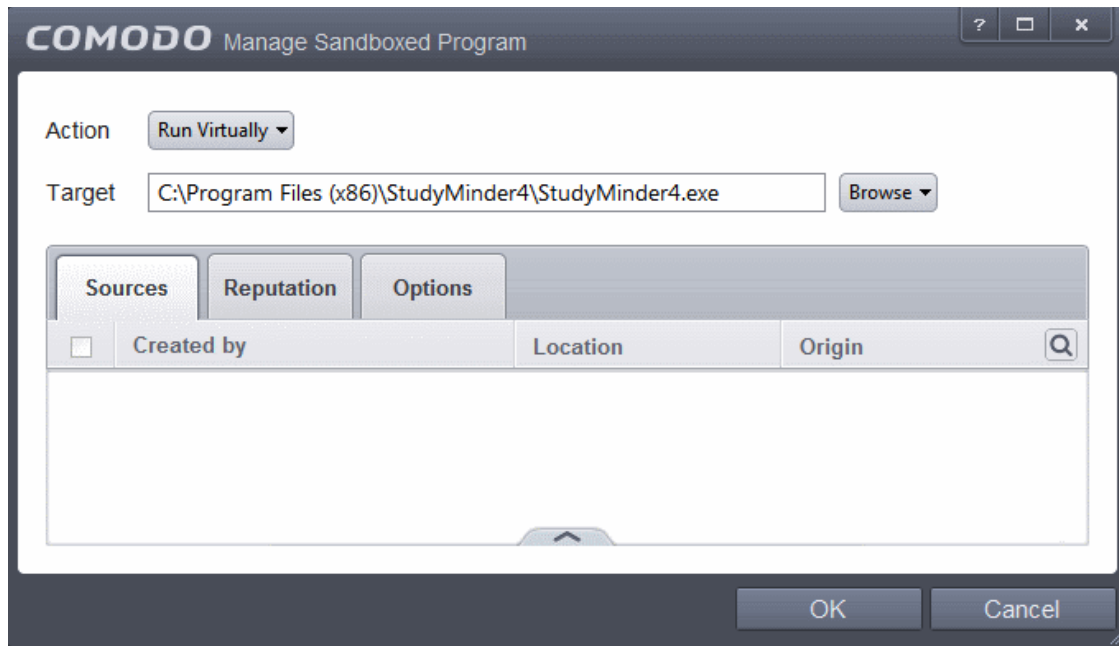 COMODO Manage Sandboxed Program ? x
Action Run Virtually
Target C:\Program Files (x86)\StudyMinder4\StudyMinder4.exe Browse
Sources Reputation Options
Created by Location Origin
OK Cancel